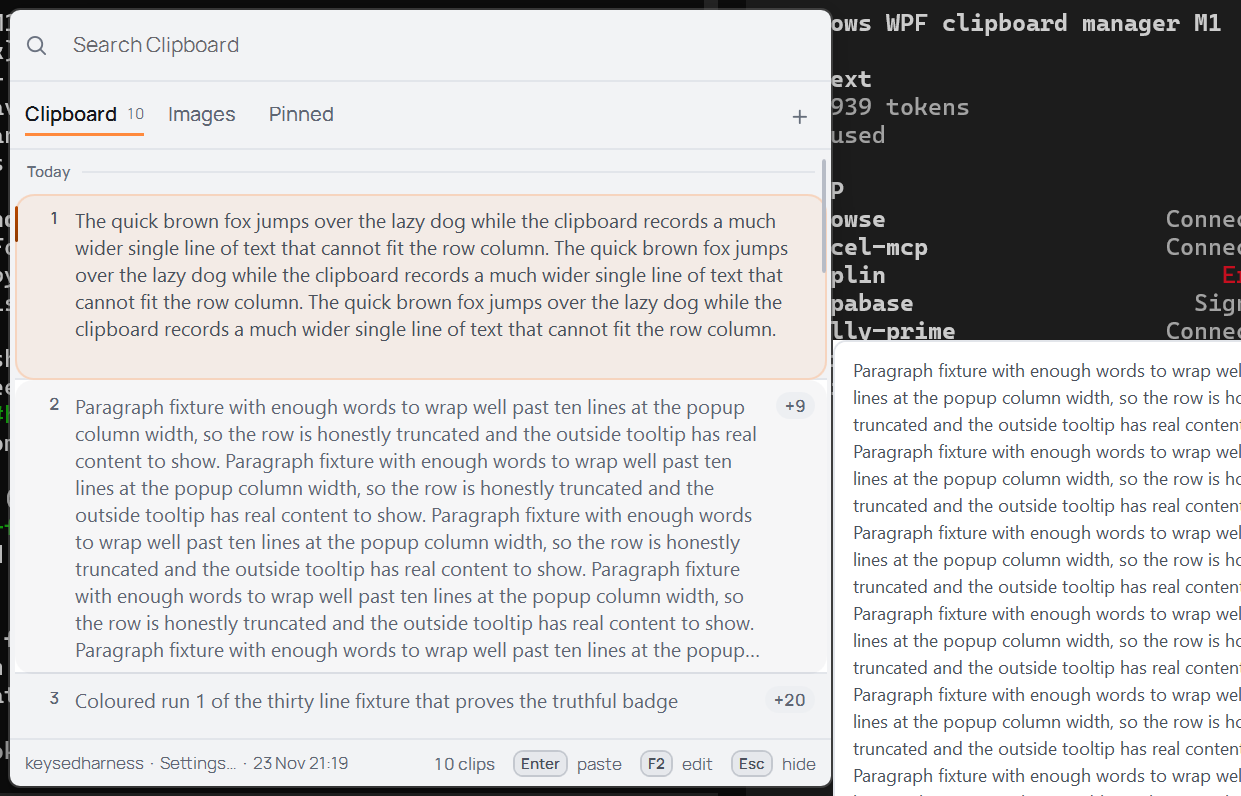 Search Clipboard
Clipboard 10 Images Pinned +
Today
1 The quick brown fox jumps over the lazy dog while the clipboard records a much
wider single line of text that cannot fit the row column. The quick brown fox jumps
over the lazy dog while the clipboard records a much wider single line of text that
cannot fit the row column. The quick brown fox jumps over the lazy dog while the
clipboard records a much wider single line of text that cannot fit the row column.
2 Paragraph fixture with enough words to wrap well past ten lines at the popup +9
column width, so the row is honestly truncated and the outside tooltip has real
content to show. Paragraph fixture with enough words to wrap well past ten
lines at the popup column width, so the row is honestly truncated and the
outside tooltip has real content to show. Paragraph fixture with enough words
to wrap well past ten lines at the popup column width, so the row is honestly
truncated and the outside tooltip has real content to show. Paragraph fixture
with enough words to wrap well past ten lines at the popup column width, so
the row is honestly truncated and the outside tooltip has real content to show.
Paragraph fixture with enough words to wrap well past ten lines at the popup...
3 Coloured run 1 of the thirty line fixture that proves the truthful badge +20
keysedharness · Settings... · 23 Nov 21:19 10 clips Enter paste F2 edit Esc hide
ows WPF clipboard manager M1
ext
939 tokens
used
p
owse Connec
cel-mcp Connec
plin
pabase Sign
lly-prime Connec
Paragraph fixture with enough words to wrap wel
lines at the popup column width, so the row is ho
truncated and the outside tooltip has real content
Paragraph fixture with enough words to wrap wel
lines at the popup column width, so the row is ho
truncated and the outside tooltip has real content
Paragraph fixture with enough words to wrap wel
lines at the popup column width, so the row is ho
truncated and the outside tooltip has real content
Paragraph fixture with enough words to wrap wel
lines at the popup column width, so the row is ho
truncated and the outside tooltip has real content
Paragraph fixture with enough words to wrap wel
lines at the popup column width, so the row is ho
truncated and the outside tooltip has real content
Paragraph fixture with enough words to wrap wel